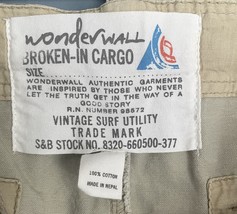 wonderwall
BROKEN-IN CARGO
SIZE
WONDERWALL AUTHENTIC GARMENTS
ARE INSPIRED BY THOSE WHO NEVER
LET THE TRUTH GET IN THE WAY OF A
GOOD STORY
R.N. NUMBER 98872
VINTAGE SURF UTILITY
TRADE MARK
S&B STOCK NO. 8320-660500-377
100% COTTON
MADE IN NEPAL